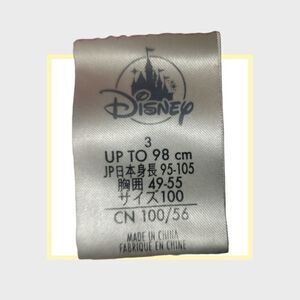 Disney
3
UP TO 98 cm
JP日本身長 95-105
胸囲 49-55
サイズ100
CN 100/56
MADE IN CHINA
FABRIQUE EN CHINE